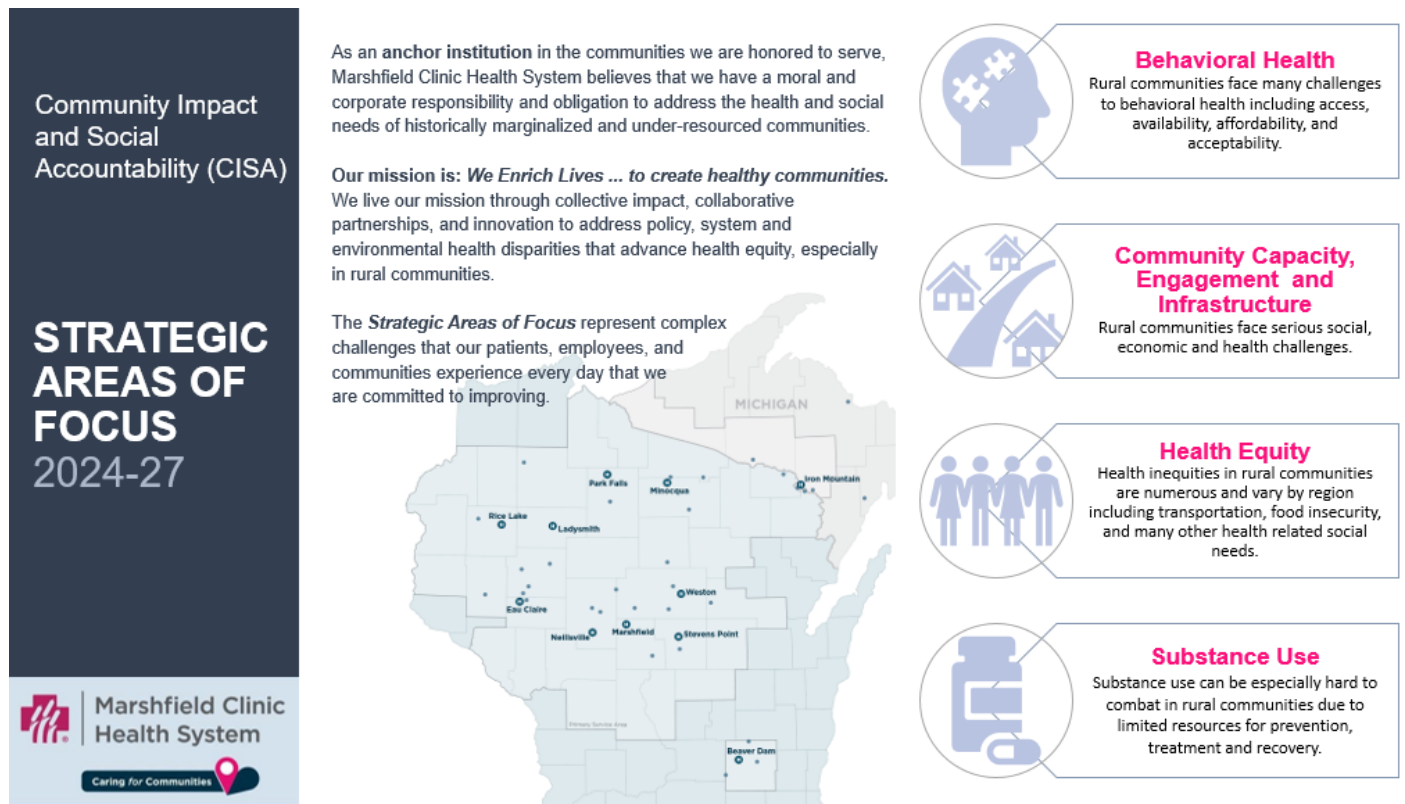 Community Impact
and Social
Accountability (CISA)
STRATEGIC
AREAS OF
FOCUS
2024-27
Marshfield Clinic
Health System
Caring for Communities
As an anchor institution in the communities we are honored to serve,
Marshfield Clinic Health System believes that we have a moral and
corporate responsibility and obligation to address the health and social
needs of historically marginalized and under-resourced communities.
Our mission is: We Enrich Lives ... to create healthy communities.
We live our mission through collective impact, collaborative
partnerships, and innovation to address policy, system and
environmental health disparities that advance health equity, especially
in rural communities.
The Strategic Areas of Focus represent complex
challenges that our patients, employees, and
communities experience every day that we
are committed to improving.
MICHIGAN
Park Falls
Minocqua
Iron Mountain
Rice Lake
Ladysmith
Eau Claire
Weston
Neillsville
Marshfield
Stevens Point
Primary Service Area
Beaver Dam
Behavioral Health
Rural communities face many challenges
to behavioral health including access,
availability, affordability, and
acceptability.
Community Capacity,
Engagement and
Infrastructure
Rural communities face serious social,
economic and health challenges.
Health Equity
Health inequities in rural communities
are numerous and vary by region
including transportation, food insecurity,
and many other health related social
needs.
Substance Use
Substance use can be especially hard to
combat in rural communities due to
limited resources for prevention,
treatment and recovery.